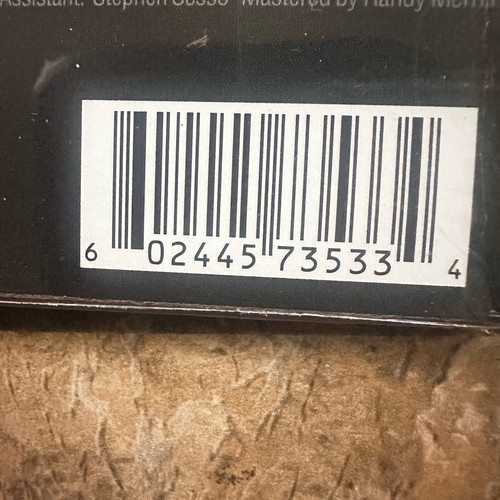 Assistant: Stephen Sesso Mastered by Randy Merrill
6 02445 73533 4